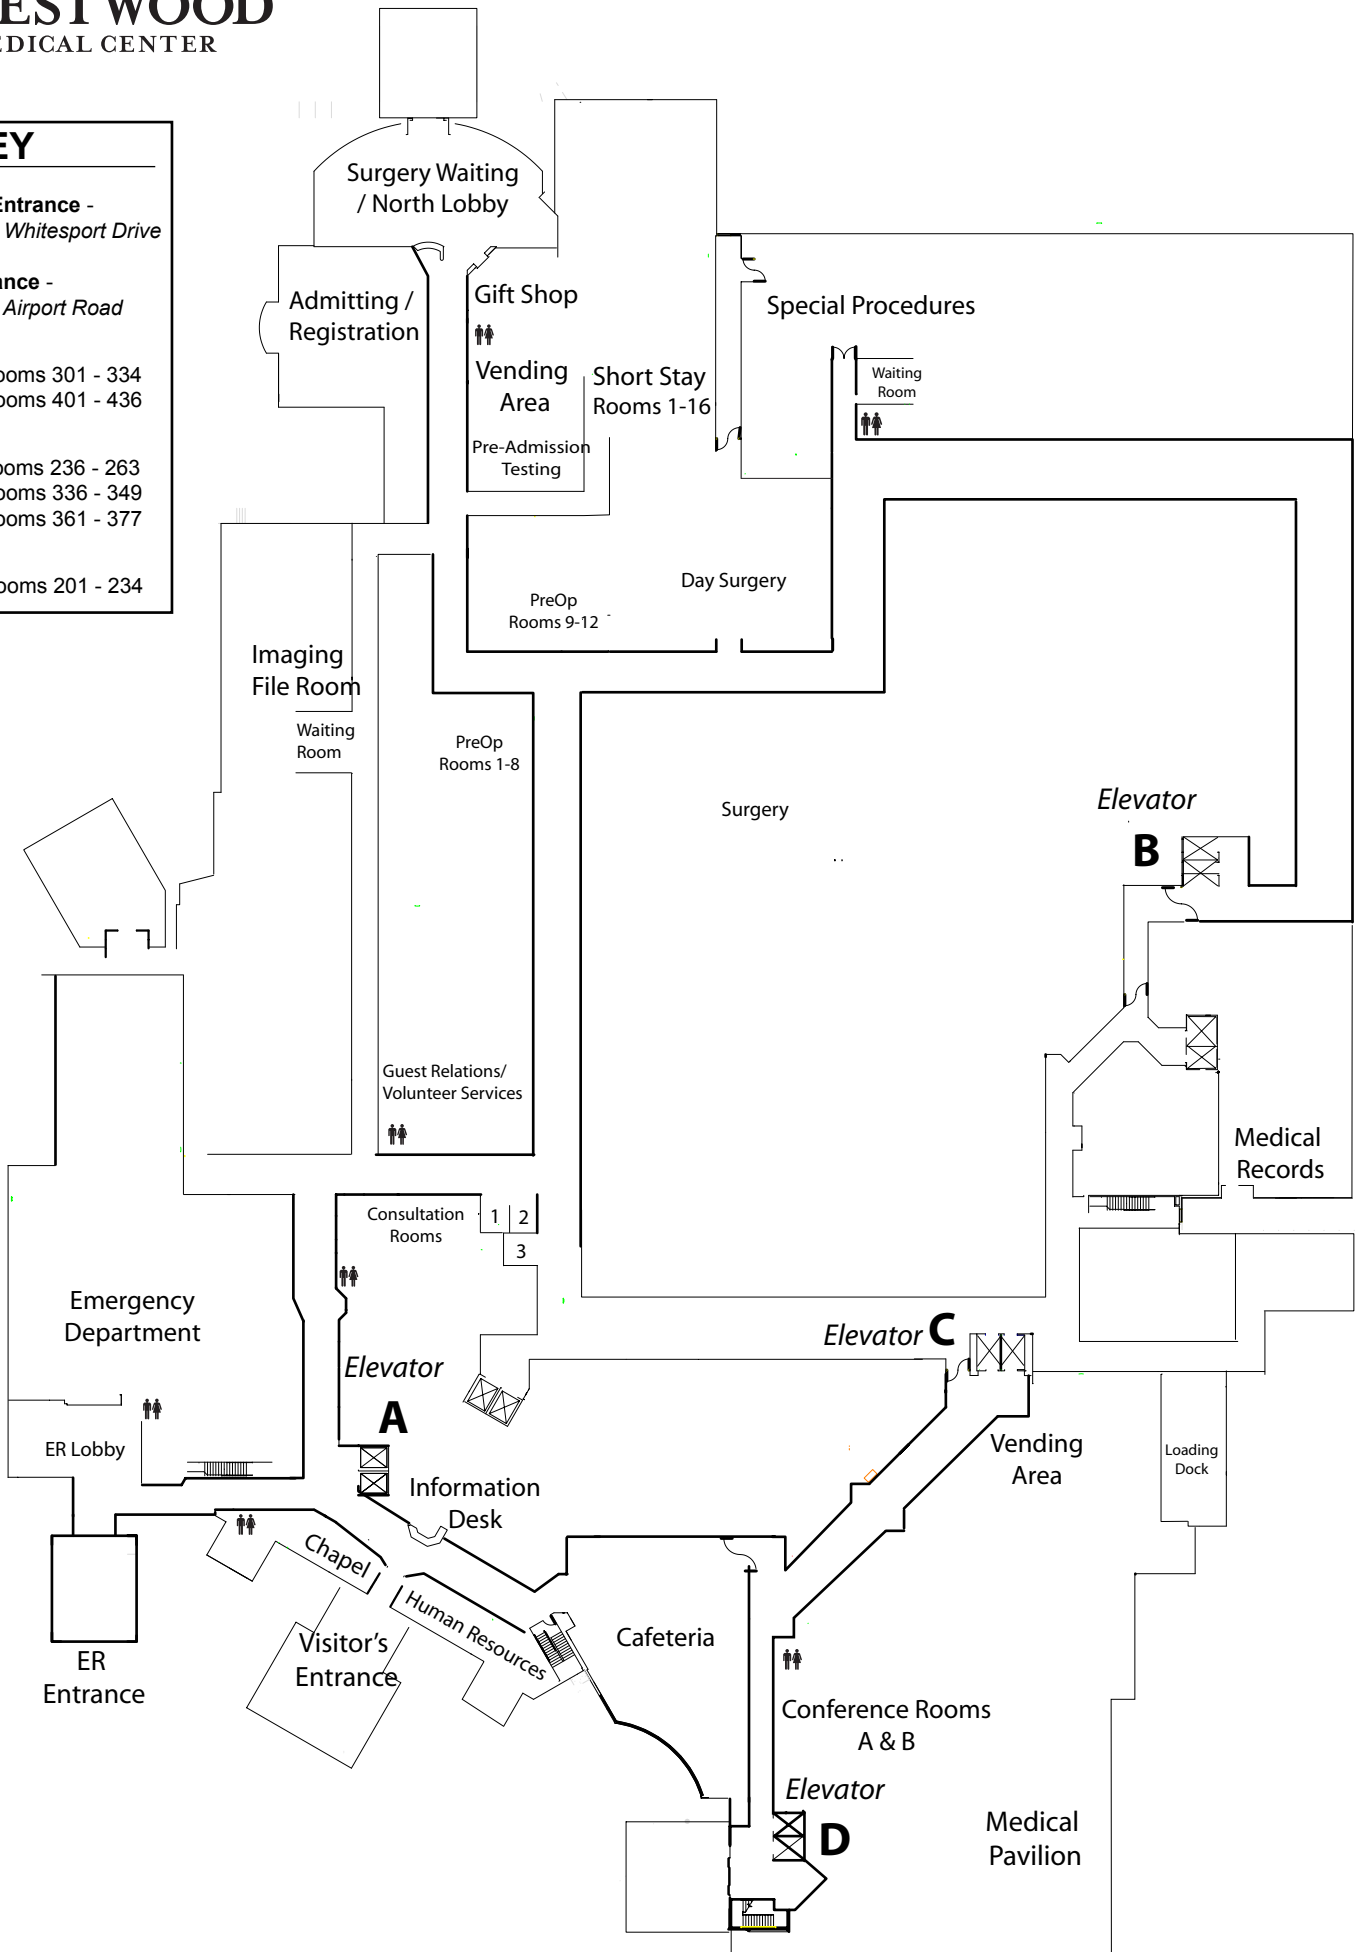 ESTWOOD
EDICAL CENTER
EY
Entrance -
Whitesport Drive
ance -
Airport Road
ooms 301 - 334
ooms 401 - 436
ooms 236 - 263
ooms 336 - 349
ooms 361 - 377
ooms 201 - 234
Surgery Waiting
/ North Lobby
Admitting /
Registration
Gift Shop
Vending
Area
Pre-Admission
Testing
Short Stay
Rooms 1-16
Special Procedures
Waiting
Room
Day Surgery
PreOp
Rooms 9-12
Imaging
File Room
Waiting
Room
PreOp
Rooms 1-8
Surgery
Elevator
B
Guest Relations/
Volunteer Services
Medical
Records
Consultation
Rooms
1
2
3
Emergency
Department
Elevator
A
Elevator C
ER Lobby
Information
Desk
Vending
Area
Loading
Dock
Chapel
Human Resources
Visitor's
Entrance
Cafeteria
ER
Entrance
Conference Rooms
A & B
Elevator
D
Medical
Pavilion